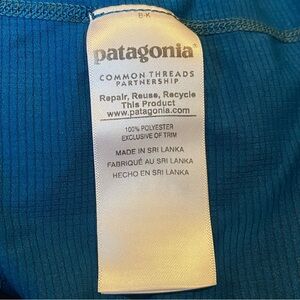 B-K
patagonia®
COMMON THREADS
PARTNERSHIP
Repair, Reuse, Recycle
This Product
www.patagonia.com
100% POLYESTER
EXCLUSIVE OF TRIM
MADE IN SRI LANKA
FABRIQUÉ AU SRI LANKA
HECHO EN SRI LANKA